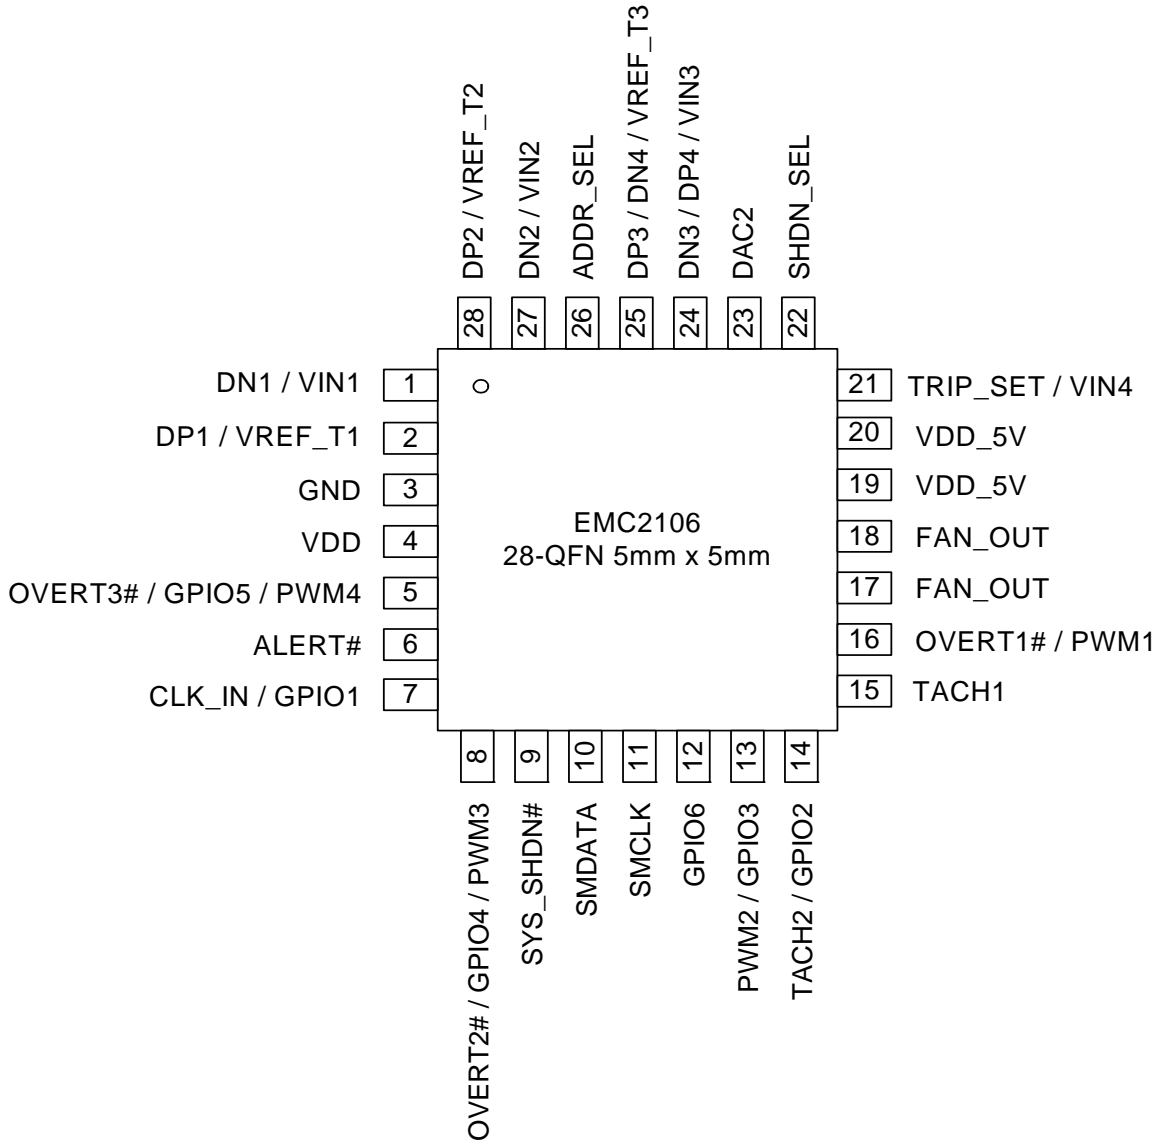 DP2 / VREF_T2
DN2 / VIN2
ADDR_SEL
DP3 / DN4 / VREF_T3
DN3 / DP4 / VIN3
DAC2
SHDN_SEL
28
27
26
25
24
23
22
DN1 / VIN1
1
DP1 / VREF_T1
2
GND
3
VDD
4
OVERT3# / GPIO5 / PWM4
5
ALERT#
6
CLK_IN / GPIO1
7
EMC2106
28-QFN 5mm x 5mm
21
TRIP_SET / VIN4
20
VDD_5V
19
VDD_5V
18
FAN_OUT
17
FAN_OUT
16
OVERT1# / PWM1
15
TACH1
8
9
10
11
12
13
14
OVERT2# / GPIO4 / PWM3
SYS_SHDN#
SMDATA
SMCLK
GPIO6
PWM2 / GPIO3
TACH2 / GPIO2